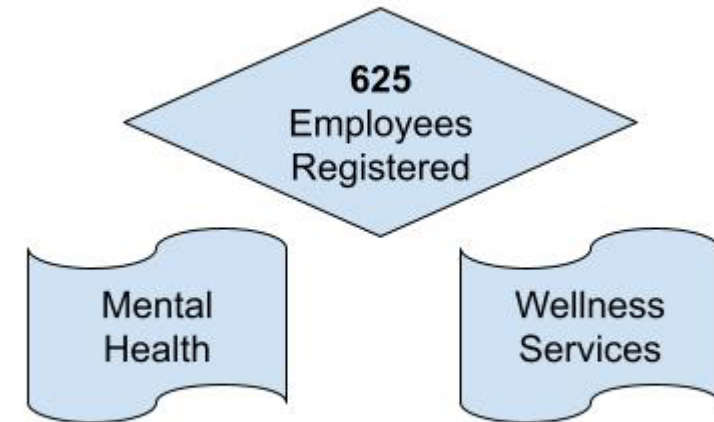 625
Employees
Registered
Mental
Health
Wellness
Services